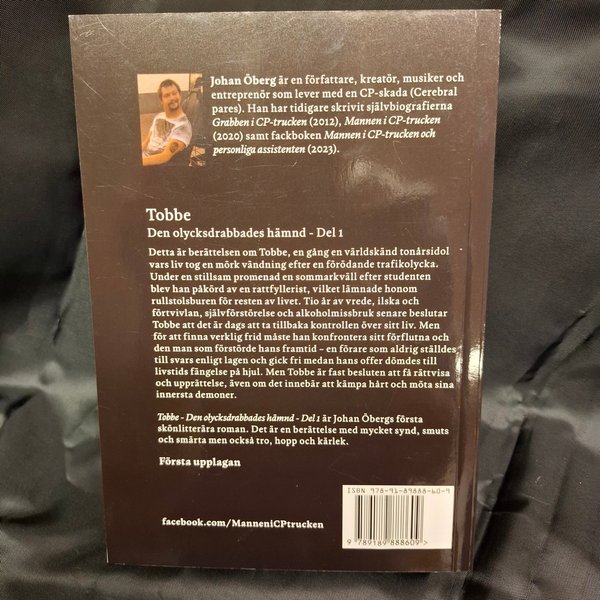 Johan Öberg är en författare, kreatör, musiker och
entreprenör som lever med en CP-skada (Cerebral
pares). Han har tidigare skrivit självbiografierna
Grabben i CP-trucken (2012), Mannen i CP-trucken
(2020) samt fackboken Mannen i CP-trucken och
personliga assistenten (2023).
Tobbe
Den olycksdrabbades hämnd - Del 1
Detta är berättelsen om Tobbe, en gång en världskänd tonårsidol
vars liv tog en mörk vändning efter en förödande trafikolycka.
Under en stillsam promenad en sommarkväll efter studenten
blev han påkörd av en rattfyllerist, vilket lämnade honom
rullstolsburen för resten av livet. Tio år av vrede, ilska och
förtvivlan, självförstörelse och alkoholmissbruk senare beslutar
Tobbe att det är dags att ta tillbaka kontrollen över sitt liv. Men
för att finna verklig frid måste han konfrontera sitt förflutna och
den man som förstörde hans framtid – en förare som aldrig ställdes
till svars enligt lagen och gick fri medan hans offer dömdes till
livstids fängelse på hjul. Men Tobbe är fast besluten att få rättvisa
och upprättelse, även om det innebär att kämpa hårt och möta sina
innersta demoner.
Tobbe - Den olycksdrabbades hämnd - Del 1 är Johan Öbergs första
skönlitterära roman. Det är en berättelse med mycket synd, smuts
och smärta men också tro, hopp och kärlek.
Första upplagan
ISBN 978-91-89888-60-9
9 789189 888609 >
facebook.com/ManneniCPtrucken